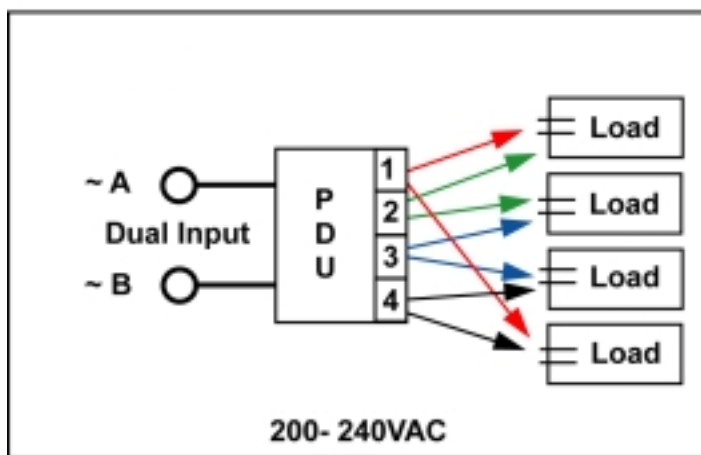 ~ A
Dual Input
~ B
P
D
U
1
2
3
4
Load
Load
Load
Load
200- 240VAC